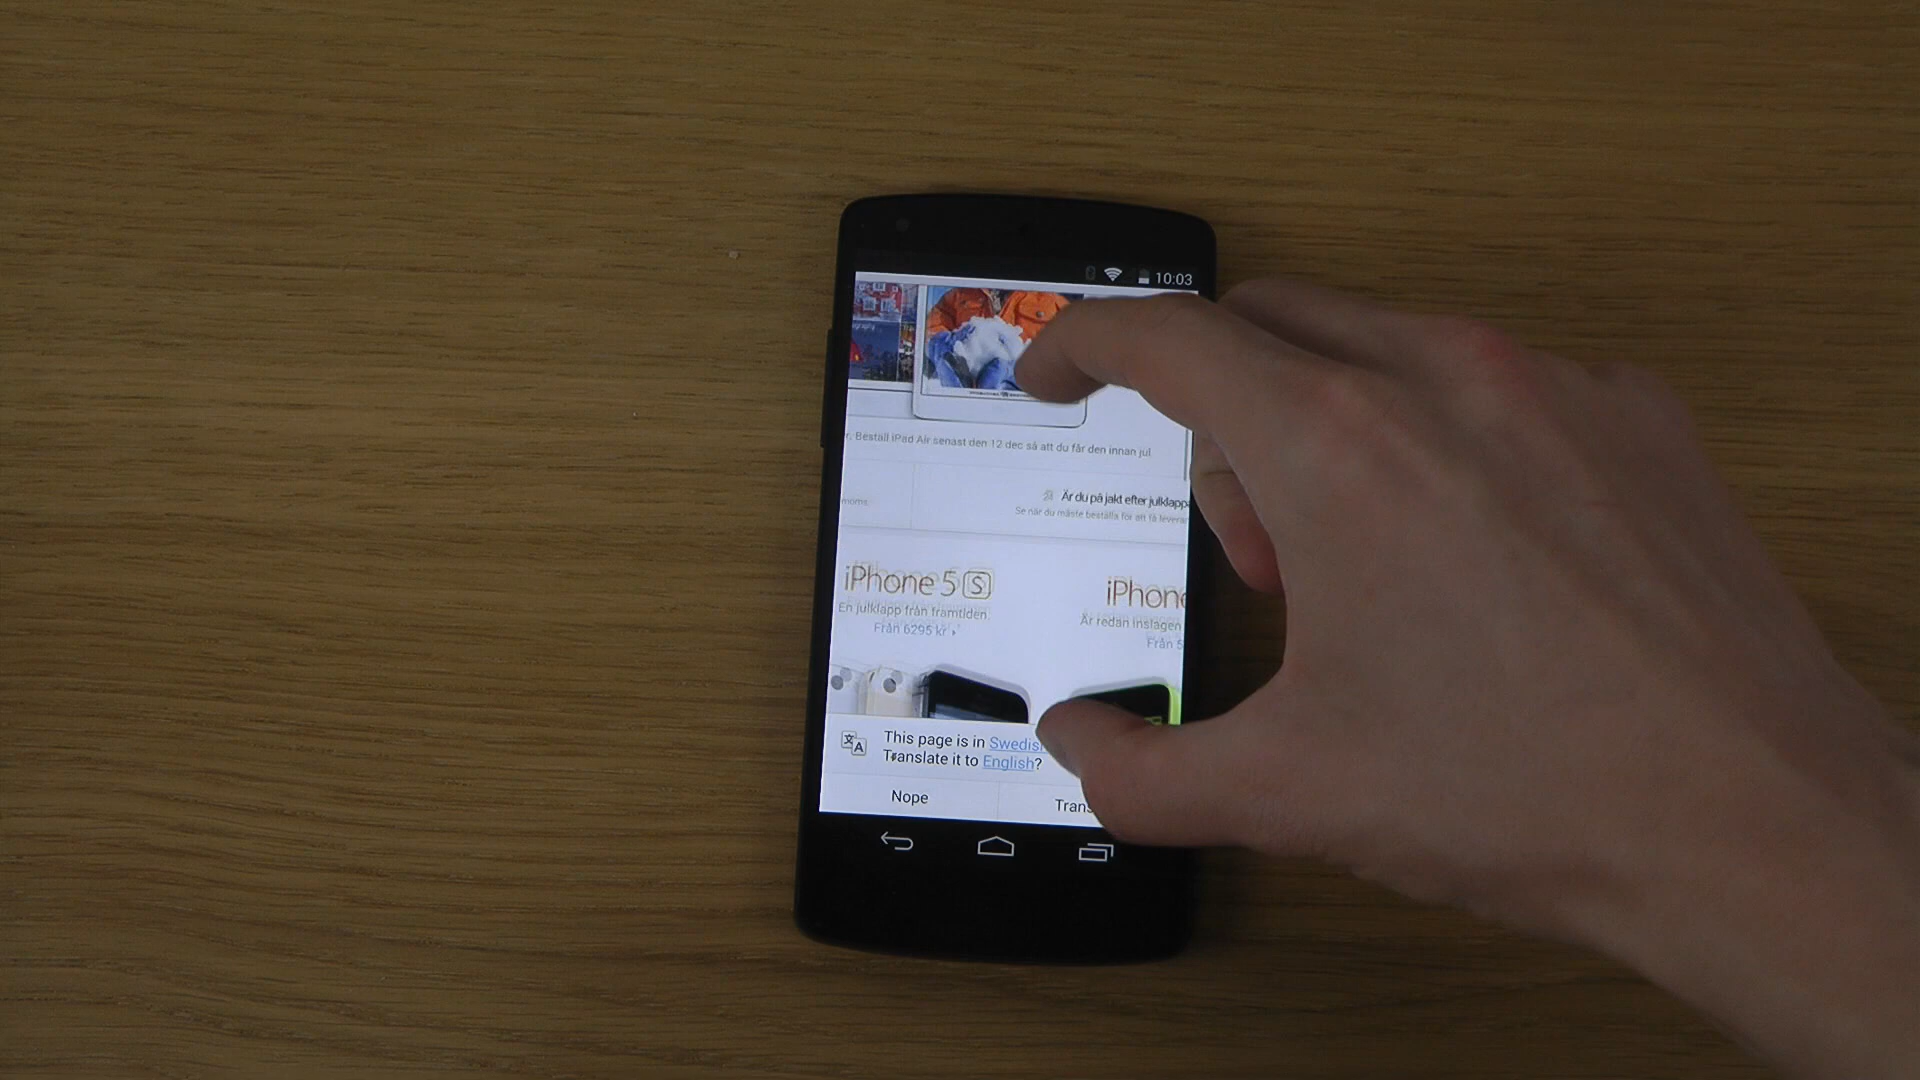 10:03
r. Beställ iPad Air senast den 12 dec så att du får den innan jul
moms.
Är du på jakt efter julklapp
Se när du måste beställa för att få leveran
iPhone 5 S
iPhone
En julklapp från framtiden.
Är redan inslagen
Från 6295 kr ›
Från 5
This page is in Swedish
Translate it to English?
Nope
Trans